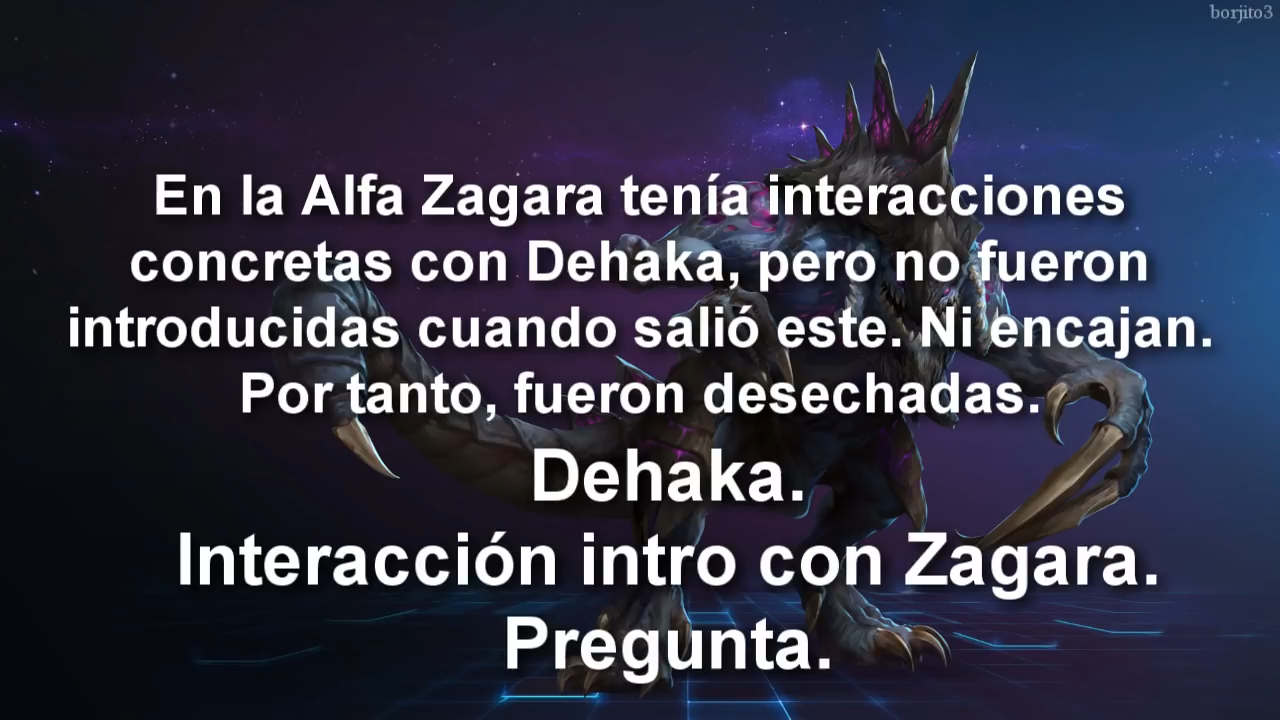 borjito3
En la Alfa Zagara tenía interacciones
concretas con Dehaka, pero no fueron
introducidas cuando salió este. Ni encajan.
Por tanto, fueron desechadas.
Dehaka.
Interacción intro con Zagara.
Pregunta.